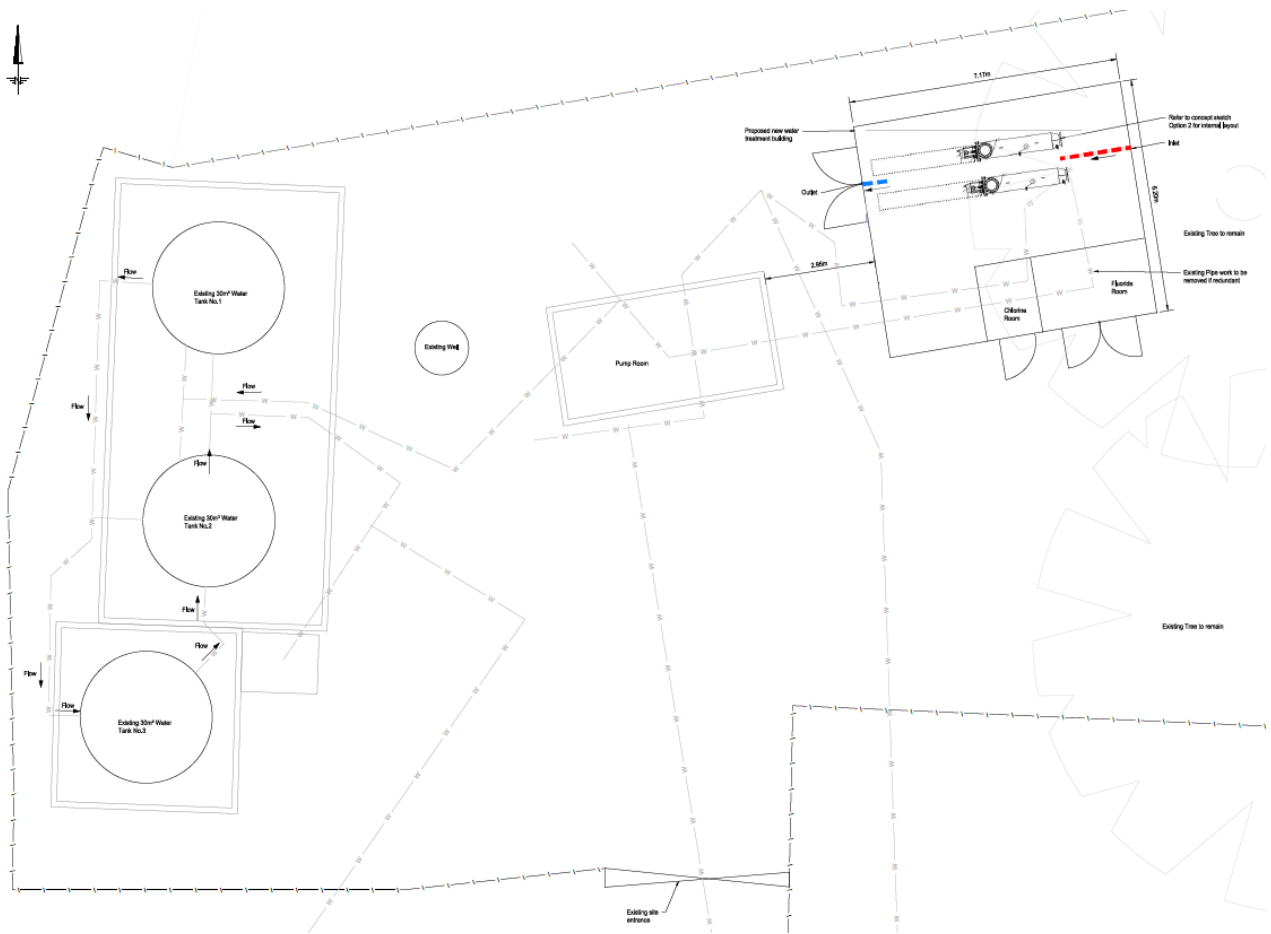 7.17m
Proposed new water
treatment building
Refer to concept sketch
Option 2 for internal layout
Inlet
Outlet
6.29m
Existing Tree to remain
2.95m
Existing Pipe work to be
removed if redundant
Fluoride
Room
Chlorine
Room
Flow
Existing 30m³ Water
Tank No.1
Existing Well
Pump Room
Flow
Flow
Flow
Flow
Existing 30m³ Water
Tank No.2
Flow
Flow
Existing Tree to remain
Flow
Flow
Existing 30m³ Water
Tank No.3
Existing site
entrance